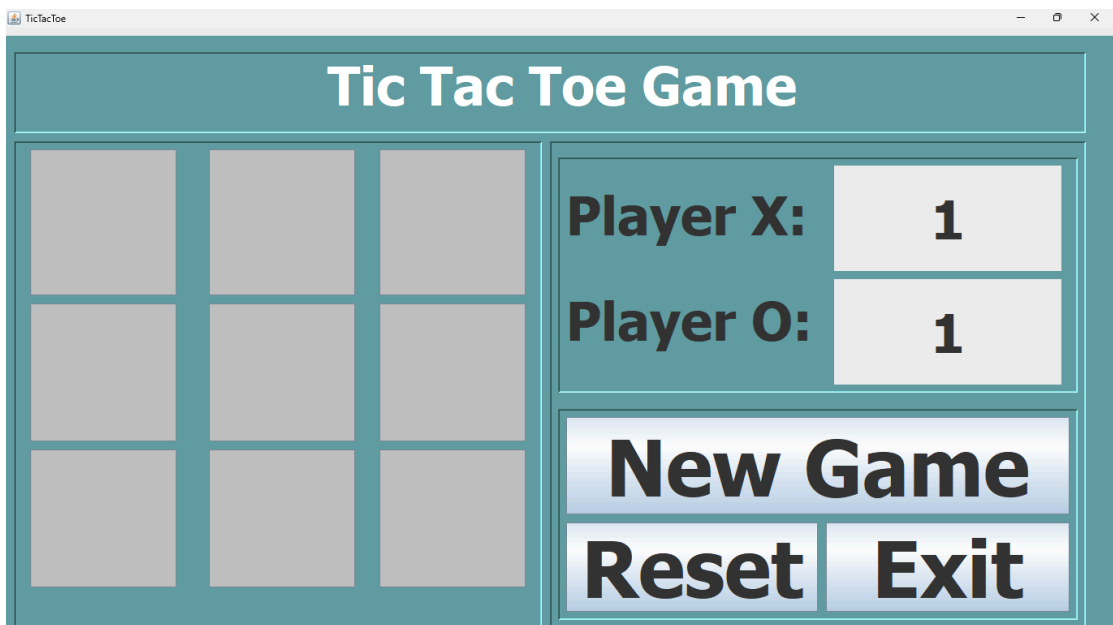 TicTacToe
Tic Tac Toe Game
Player X: 1
Player O: 1
New Game
Reset Exit